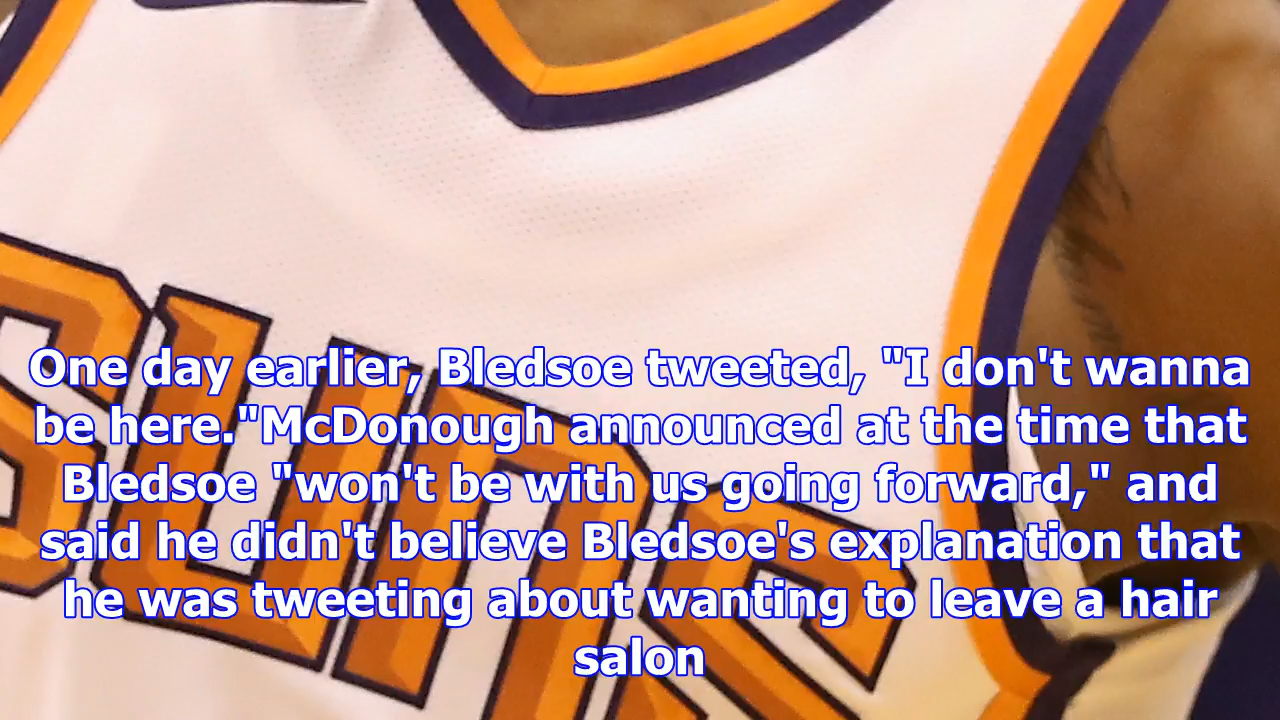 SUNS
One day earlier, Bledsoe tweeted, "I don't wanna
be here."McDonough announced at the time that
Bledsoe "won't be with us going forward," and
said he didn't believe Bledsoe's explanation that
he was tweeting about wanting to leave a hair
salon